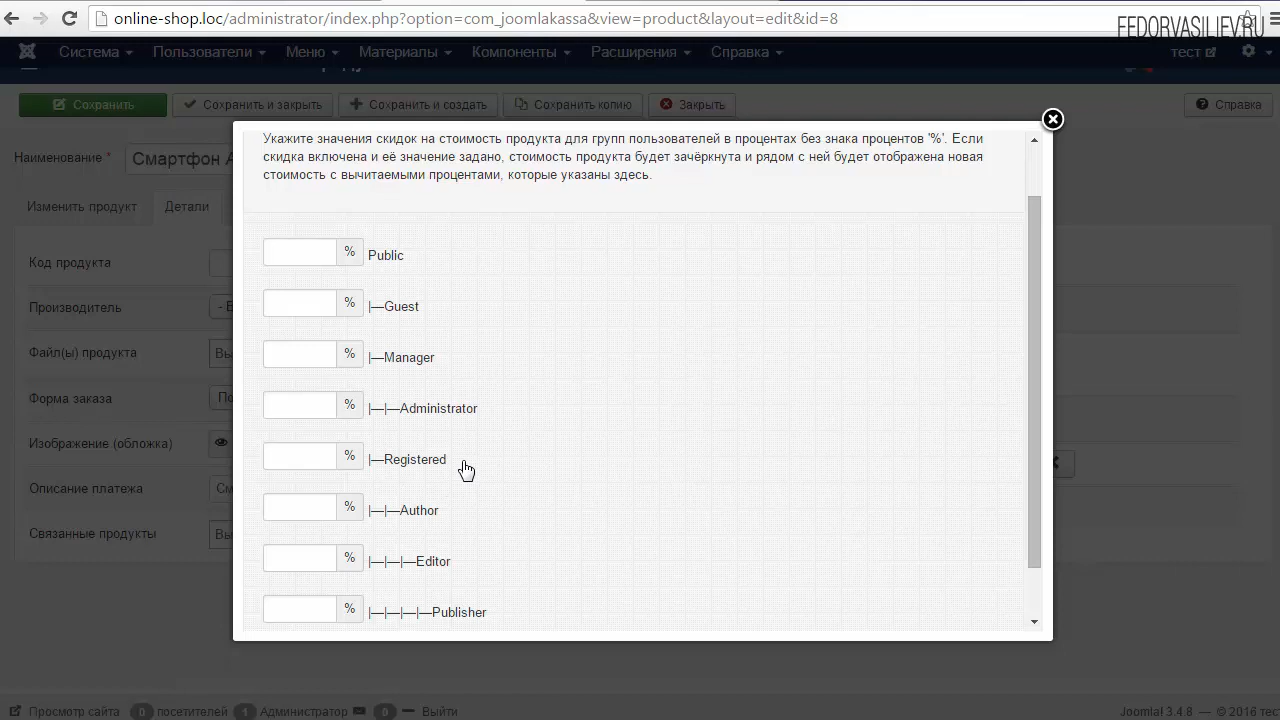 online-shop.loc/administrator/index.php?option=com_joomlakassa&view=product&layout=edit&id=8
FEDORVASILIEV.RU
Система Пользователи Меню Материалы Компоненты Расширения Справка тест
Сохранить Сохранить и закрыть Сохранить и создать Сохранить копию Закрыть Справка
Наименование * Смартфон А
Изменить продукт Детали
Код продукта
Производитель
Файл(ы) продукта
Форма заказа
Изображение (обложка)
Описание платежа
Связанные продукты
Укажите значения скидок на стоимость продукта для групп пользователей в процентах без знака процентов '%'. Если
скидка включена и её значение задано, стоимость продукта будет зачёркнута и рядом с ней будет отображена новая
стоимость с вычитаемыми процентами, которые указаны здесь.
% Public
% |—Guest
% |—Manager
% |—|—Administrator
% |—Registered
% |—|—Author
% |—|—|—Editor
% |—|—|—|—Publisher
Просмотр сайта 0 посетителей 1 Администратор 0 Выйти
Joomla! 3.4.8 — © 2016 тес